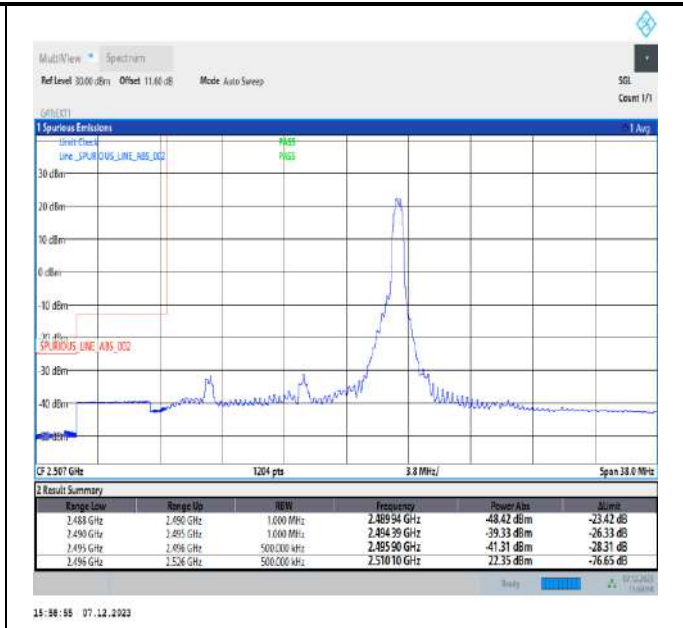 MultiView Spectrum
Ref Level 30.00 dBm Offset 11.60 dB Mode Auto Sweep SGL
Count 1/1
1 Spurious Emissions 1 Avg
Limit Check PASS
Line _SPURIOUS_LINE_ABS_002 PASS
30 dBm
20 dBm
10 dBm
0 dBm
-10 dBm
-20 dBm
SPURIOUS_LINE_ABS_002
-30 dBm
-40 dBm
CF 2.507 GHz 1204 pts 3.8 MHz/ Span 38.0 MHz
2 Result Summary
Range Low Range Up RBW Frequency Power Abs ΔLimit
2.488 GHz 2.490 GHz 1.000 MHz 2.48994 GHz -48.42 dBm -23.42 dB
2.490 GHz 2.495 GHz 1.000 MHz 2.49439 GHz -39.33 dBm -26.33 dB
2.495 GHz 2.496 GHz 500.000 kHz 2.49590 GHz -41.31 dBm -28.31 dB
2.496 GHz 2.526 GHz 500.000 kHz 2.51010 GHz 22.35 dBm -76.65 dB
Ready 07.12.2023
15:58:55 07.12.2023